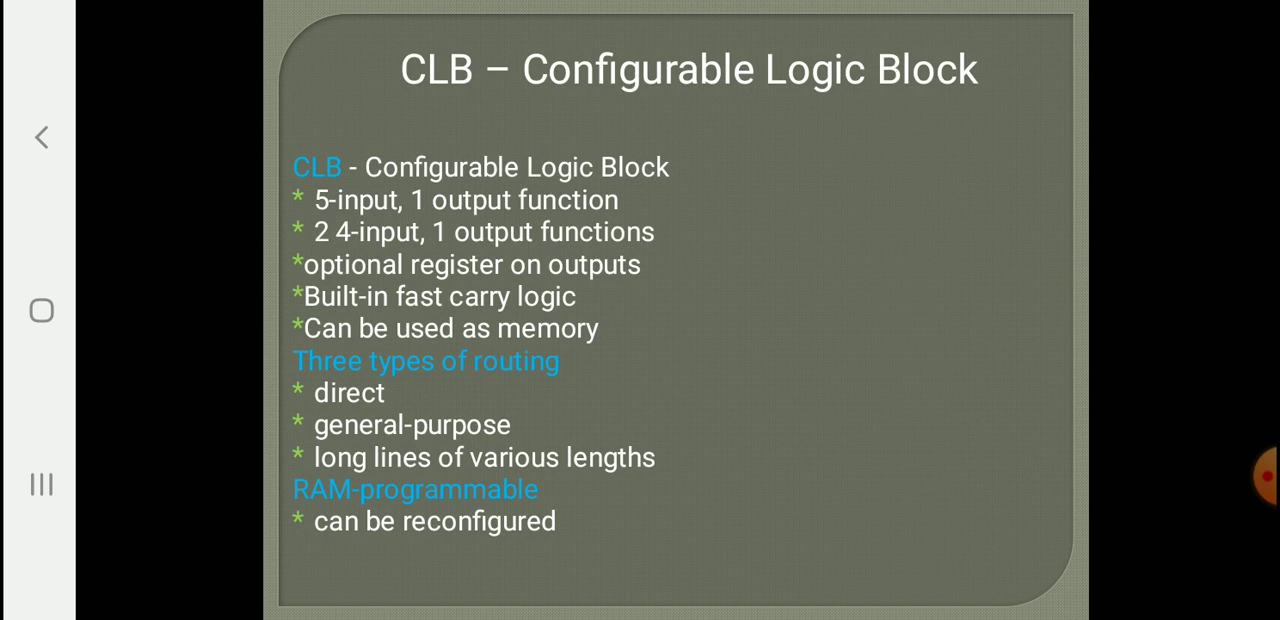 CLB – Configurable Logic Block
CLB - Configurable Logic Block
* 5-input, 1 output function
* 2 4-input, 1 output functions
*optional register on outputs
*Built-in fast carry logic
*Can be used as memory
Three types of routing
* direct
* general-purpose
* long lines of various lengths
RAM-programmable
* can be reconfigured